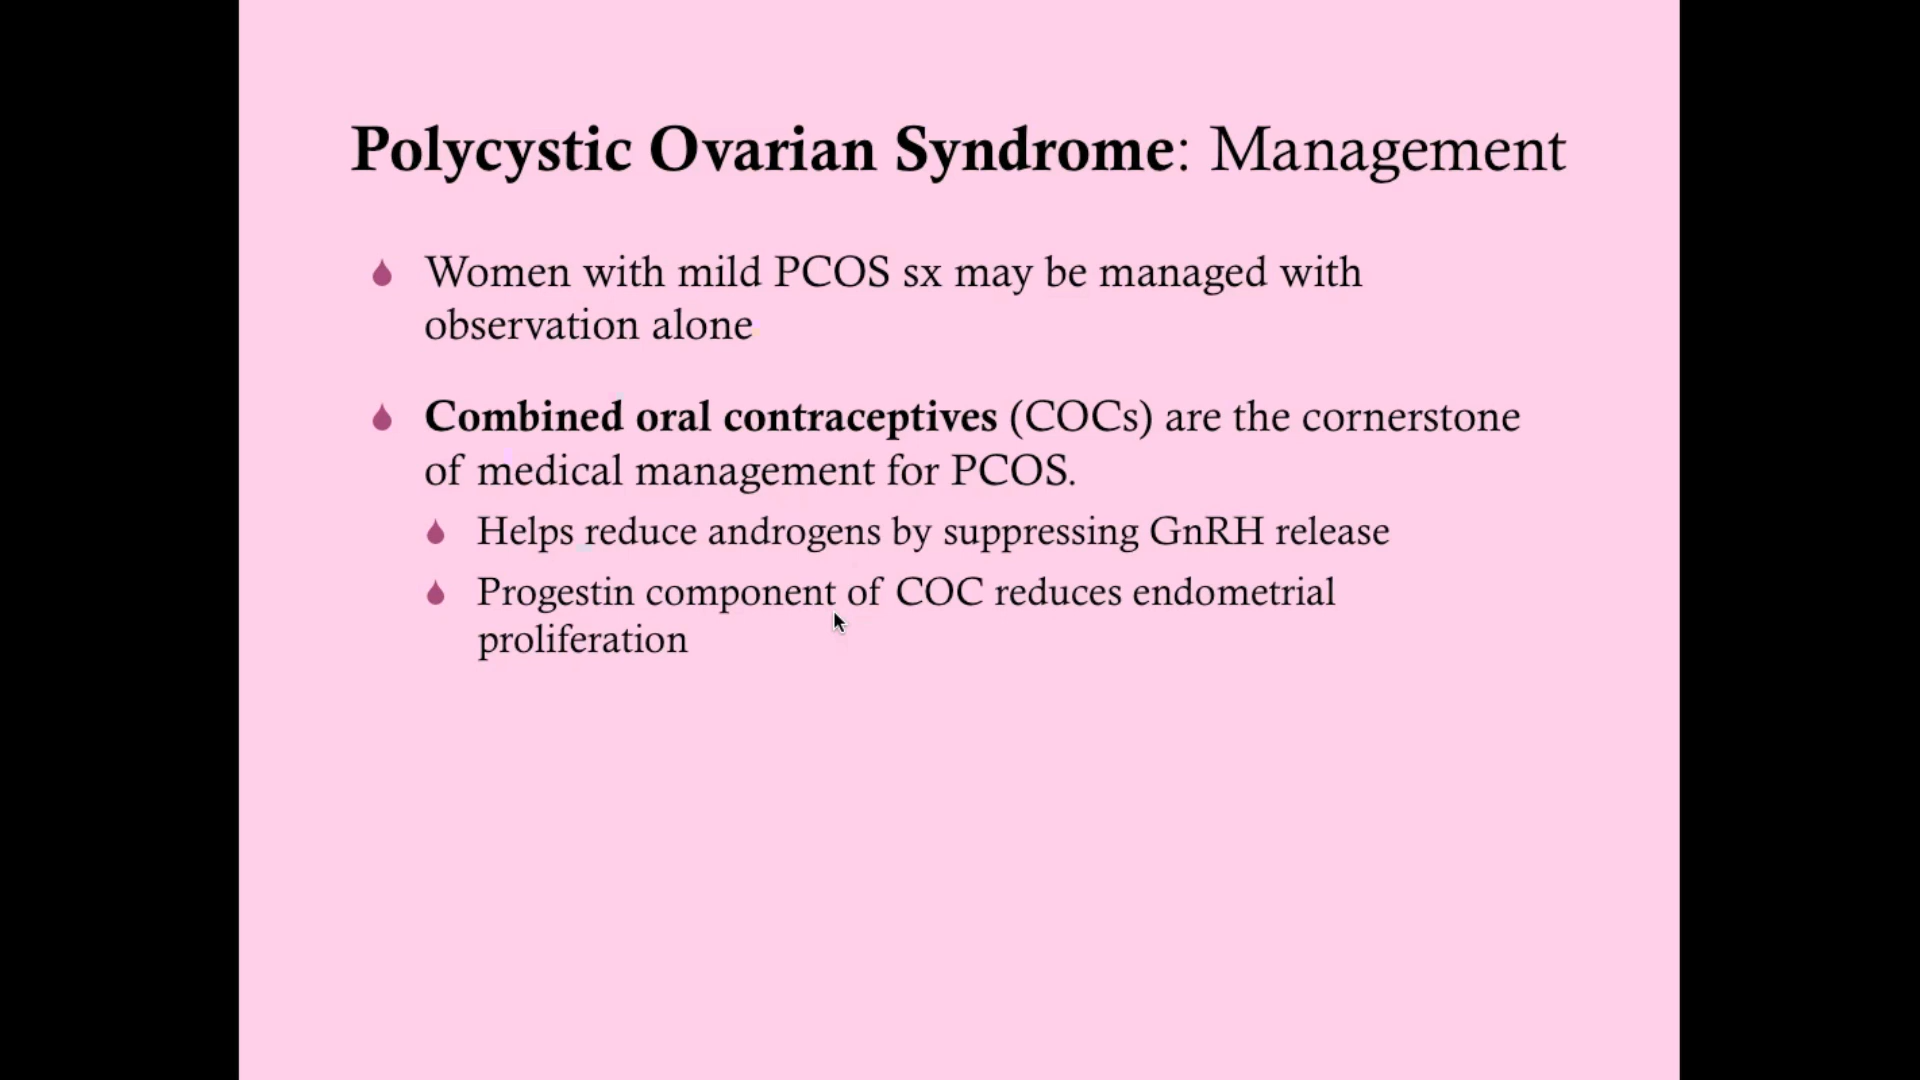 Polycystic Ovarian Syndrome: Management
Women with mild PCOS sx may be managed with
observation alone
Combined oral contraceptives (COCs) are the cornerstone
of medical management for PCOS.
Helps reduce androgens by suppressing GnRH release
Progestin component of COC reduces endometrial
proliferation